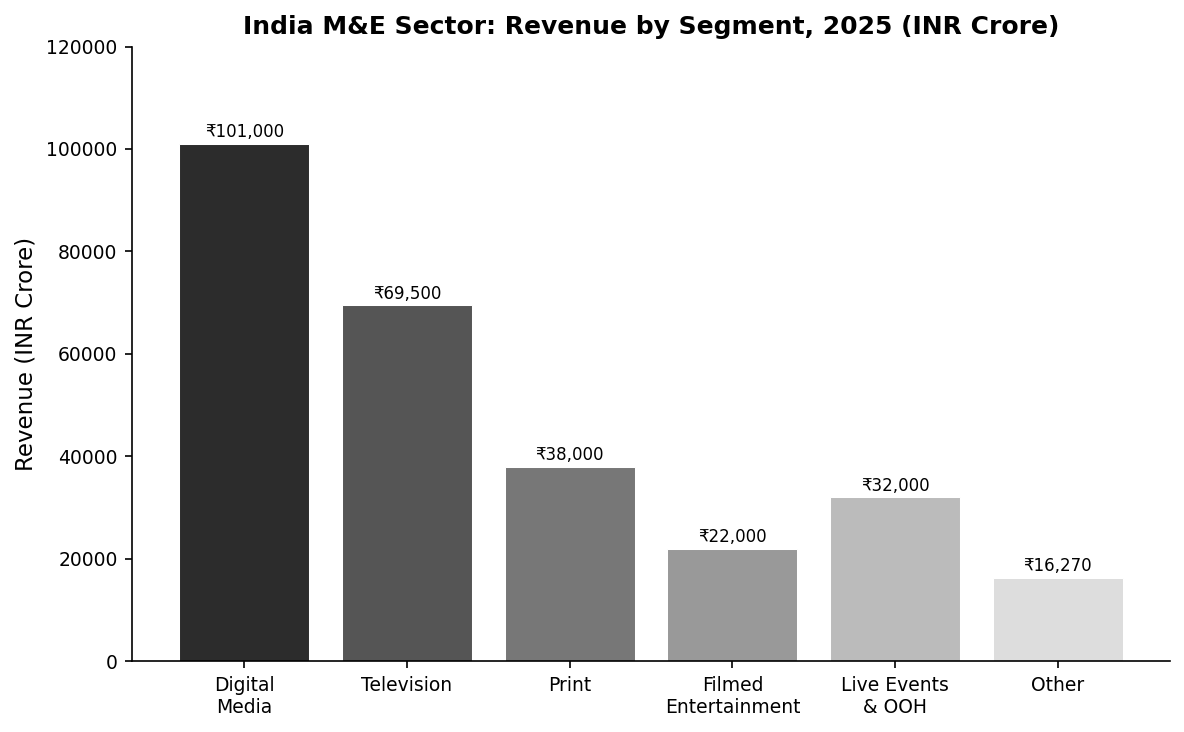 India M&E Sector: Revenue by Segment, 2025 (INR Crore)
Revenue (INR Crore)
120000
100000
80000
60000
40000
20000
0
₹101,000
₹69,500
₹38,000
₹22,000
₹32,000
₹16,270
Digital
Media
Television
Print
Filmed
Entertainment
Live Events
& OOH
Other